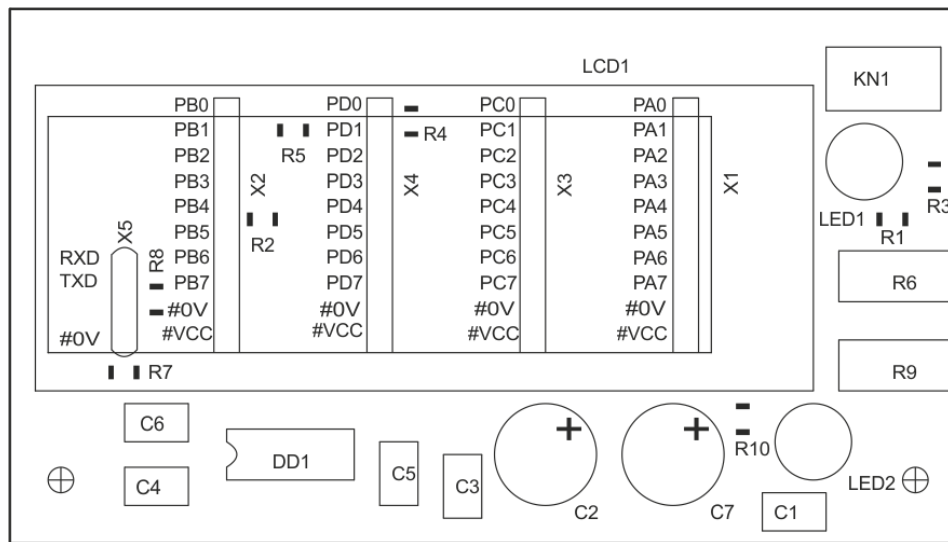 LCD1
KN1
PB0 PD0 PC0 PA0
PB1 PD1 R4 PC1 PA1
PB2 R5 PD2 PC2 PA2
PB3 X2 PD3 X4 PC3 X3 PA3 X1
PB4 PD4 PC4 PA4 LED1 R3
X5 PB5 R2 PD5 PC5 PA5 R1
RXD R8 PB6 PD6 PC6 PA6
TXD PB7 PD7 PC7 PA7 R6
#0V #0V #0V #0V
#0V #VCC #VCC #VCC #VCC
R7 R9
C6
R10
DD1 C5 C3 LED2
C4
C2 C7 C1